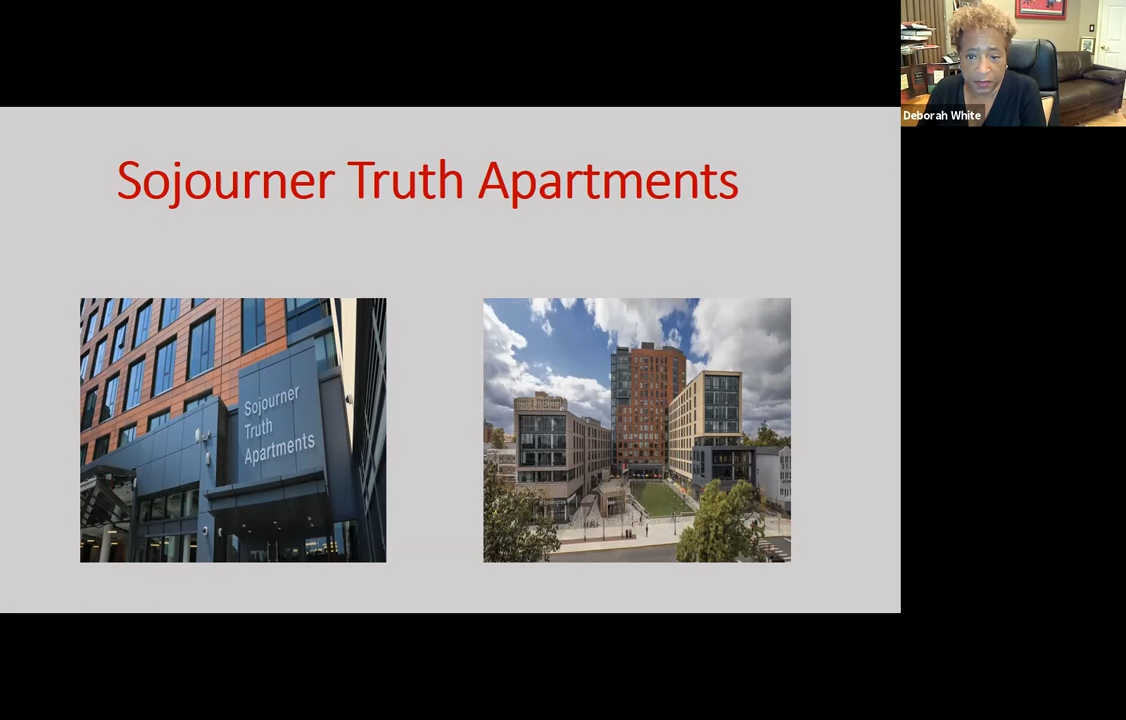 Deborah White
Sojourner Truth Apartments
Sojourner
Truth
Apartments